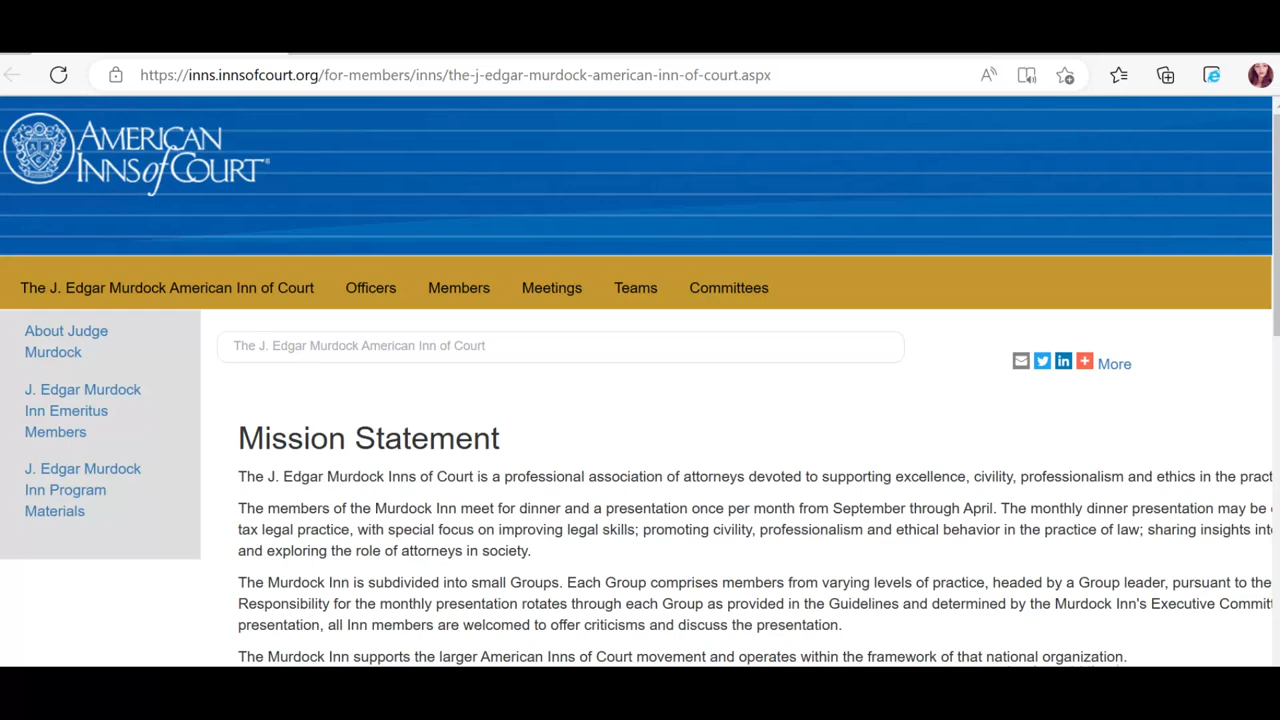 https://inns.innsofcourt.org/for-members/inns/the-j-edgar-murdock-american-inn-of-court.aspx
AMERICAN
INNS of COURT®
The J. Edgar Murdock American Inn of Court Officers Members Meetings Teams Committees
About Judge
Murdock
J. Edgar Murdock
Inn Emeritus
Members
J. Edgar Murdock
Inn Program
Materials
The J. Edgar Murdock American Inn of Court
More
Mission Statement
The J. Edgar Murdock Inns of Court is a professional association of attorneys devoted to supporting excellence, civility, professionalism and ethics in the pract
The members of the Murdock Inn meet for dinner and a presentation once per month from September through April. The monthly dinner presentation may be
tax legal practice, with special focus on improving legal skills; promoting civility, professionalism and ethical behavior in the practice of law; sharing insights int
and exploring the role of attorneys in society.
The Murdock Inn is subdivided into small Groups. Each Group comprises members from varying levels of practice, headed by a Group leader, pursuant to the
Responsibility for the monthly presentation rotates through each Group as provided in the Guidelines and determined by the Murdock Inn's Executive Committ
presentation, all Inn members are welcomed to offer criticisms and discuss the presentation.
The Murdock Inn supports the larger American Inns of Court movement and operates within the framework of that national organization.